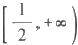 [ 1/2 , +∞ )